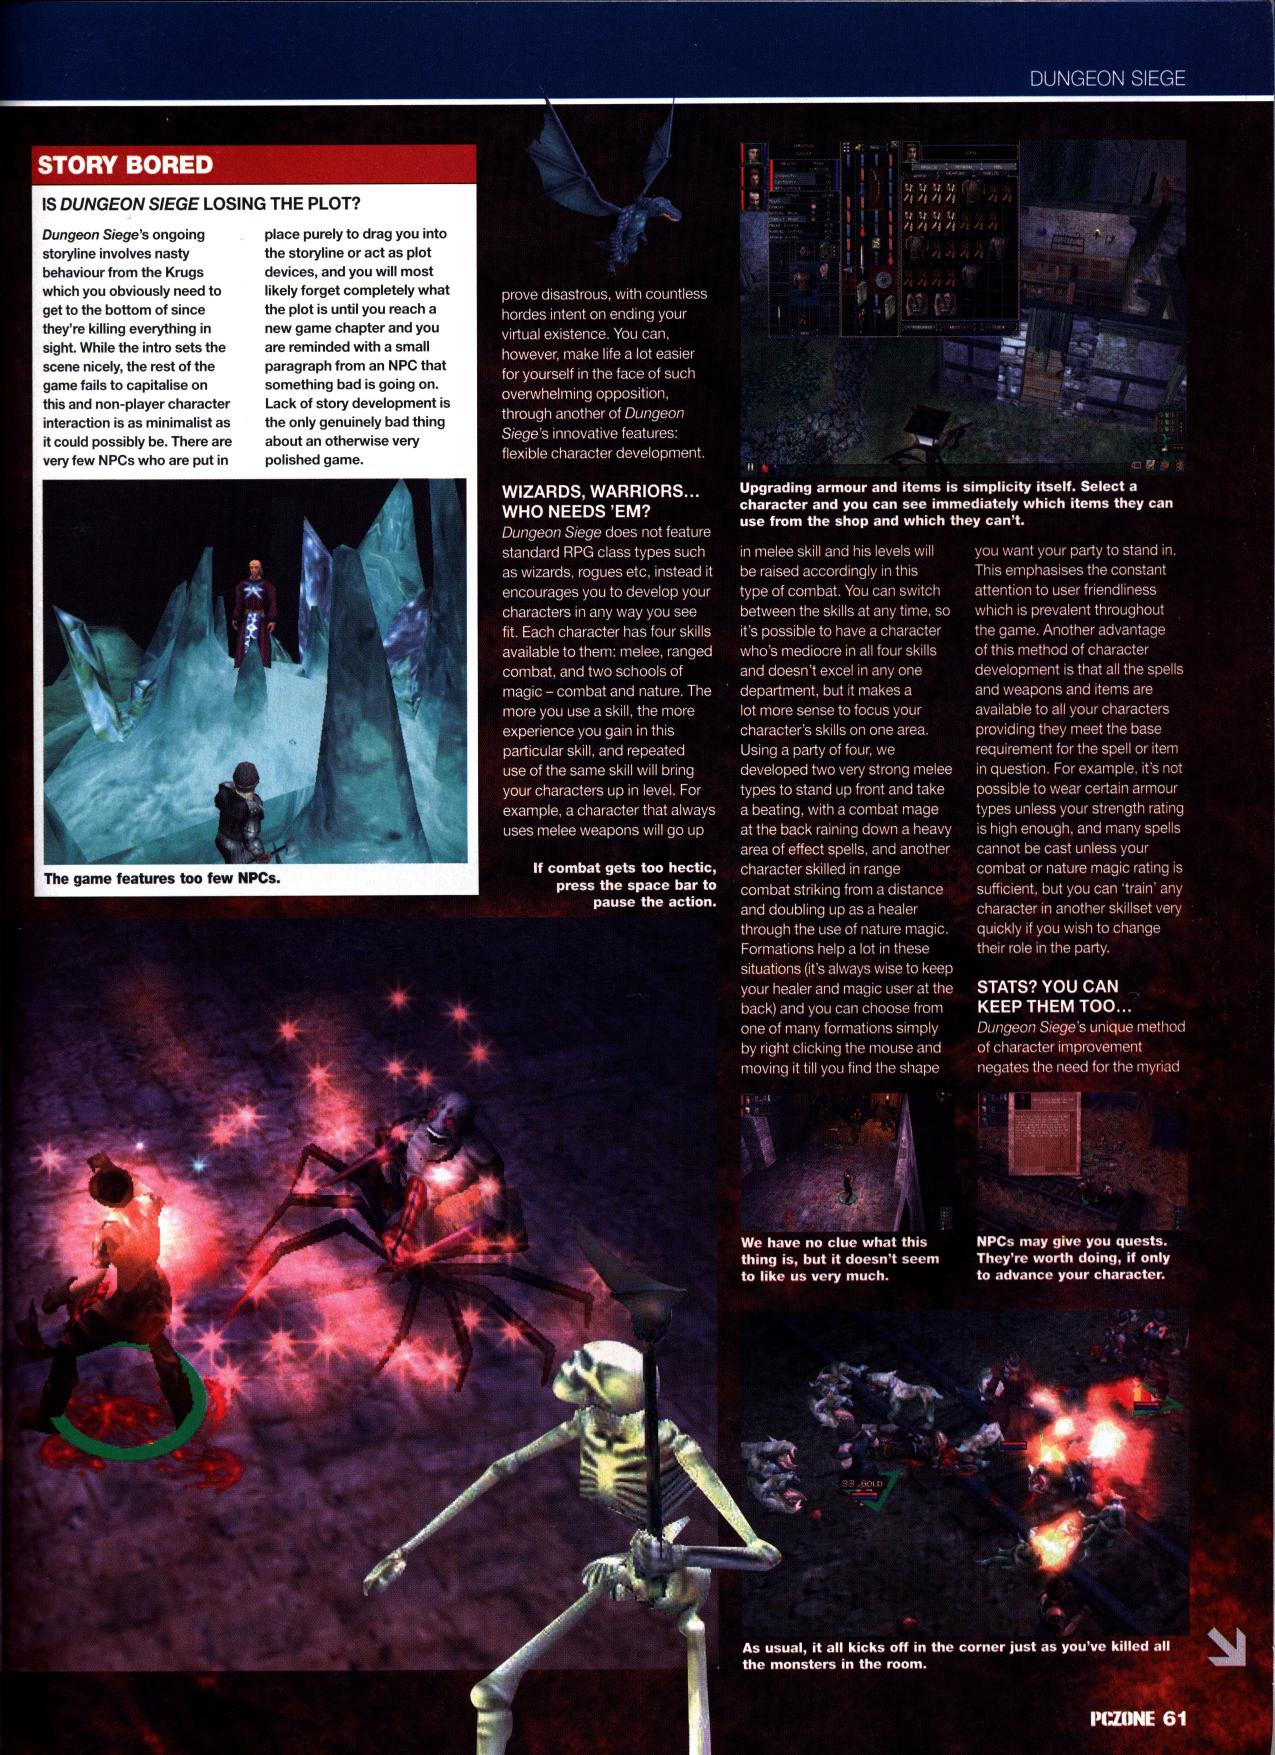 DUNGEON SIEGE
STORY BORED
IS DUNGEON SIEGE LOSING THE PLOT?
Dungeon Siege's ongoing
storyline involves nasty
behaviour from the Krugs
which you obviously need to
get to the bottom of since
they're killing everything in
sight. While the intro sets the
scene nicely, the rest of the
game fails to capitalise on
this and non-player character
interaction is as minimalist as
it could possibly be. There are
very few NPCs who are put in
place purely to drag you into
the storyline or act as plot
devices, and you will most
likely forget completely what
the plot is until you reach a
new game chapter and you
are reminded with a small
paragraph from an NPC that
something bad is going on.
Lack of story development is
the only genuinely bad thing
about an otherwise very
polished game.
The game features too few NPCs.
prove disastrous, with countless
hordes intent on ending your
virtual existence. You can,
however, make life a lot easier
for yourself in the face of such
overwhelming opposition,
through another of Dungeon
Siege's innovative features:
flexible character development.
WIZARDS, WARRIORS...
WHO NEEDS 'EM?
Dungeon Siege does not feature
standard RPG class types such
as wizards, rogues etc, instead it
encourages you to develop your
characters in any way you see
fit. Each character has four skills
available to them: melee, ranged
combat, and two schools of
magic – combat and nature. The
more you use a skill, the more
experience you gain in this
particular skill, and repeated
use of the same skill will bring
your characters up in level. For
example, a character that always
uses melee weapons will go up
If combat gets too hectic,
press the space bar to
pause the action.
Upgrading armour and items is simplicity itself. Select a
character and you can see immediately which items they can
use from the shop and which they can't.
in melee skill and his levels will
be raised accordingly in this
type of combat. You can switch
between the skills at any time, so
it's possible to have a character
who's mediocre in all four skills
and doesn't excel in any one
department, but it makes a
lot more sense to focus your
character's skills on one area.
Using a party of four, we
developed two very strong melee
types to stand up front and take
a beating, with a combat mage
at the back raining down a heavy
area of effect spells, and another
character skilled in range
combat striking from a distance
and doubling up as a healer
through the use of nature magic.
Formations help a lot in these
situations (it's always wise to keep
your healer and magic user at the
back) and you can choose from
one of many formations simply
by right clicking the mouse and
moving it till you find the shape
you want your party to stand in.
This emphasises the constant
attention to user friendliness
which is prevalent throughout
the game. Another advantage
of this method of character
development is that all the spells
and weapons and items are
available to all your characters
providing they meet the base
requirement for the spell or item
in question. For example, it's not
possible to wear certain armour
types unless your strength rating
is high enough, and many spells
cannot be cast unless your
combat or nature magic rating is
sufficient, but you can 'train' any
character in another skillset very
quickly if you wish to change
their role in the party.
STATS? YOU CAN
KEEP THEM TOO...
Dungeon Siege's unique method
of character improvement
negates the need for the myriad
We have no clue what this
thing is, but it doesn't seem
to like us very much.
NPCs may give you quests.
They're worth doing, if only
to advance your character.
33 GOLD
As usual, it all kicks off in the corner just as you've killed all
the monsters in the room.
PCZONE 61